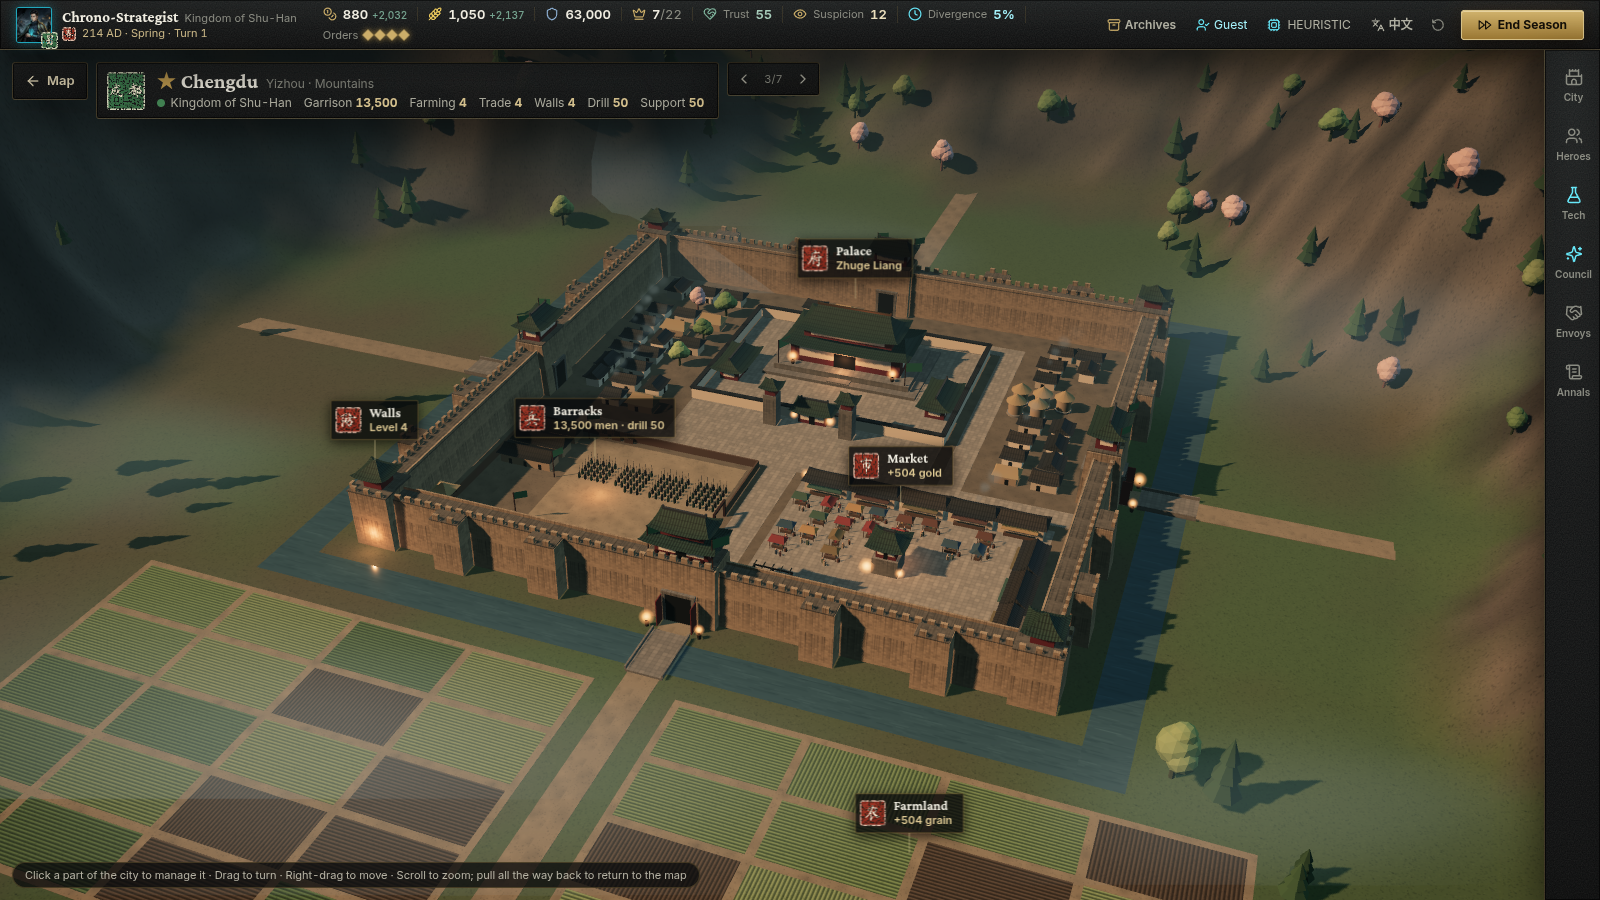 Chrono-Strategist Kingdom of Shu-Han
214 AD · Spring · Turn 1
880 +2,032
1,050 +2,137
63,000
7/22
Trust 55
Suspicion 12
Divergence 5%
Orders
Archives
Guest
HEURISTIC
中文
End Season
Map
Chengdu Yizhou · Mountains
Kingdom of Shu-Han Garrison 13,500 Farming 4 Trade 4 Walls 4 Drill 50 Support 50
3/7
City
Heroes
Tech
Council
Envoys
Annals
府
Palace
Zhuge Liang
Walls
Level 4
Barracks
13,500 men · drill 50
市
Market
+504 gold
农
Farmland
+504 grain
Click a part of the city to manage it · Drag to turn · Right-drag to move · Scroll to zoom; pull all the way back to return to the map